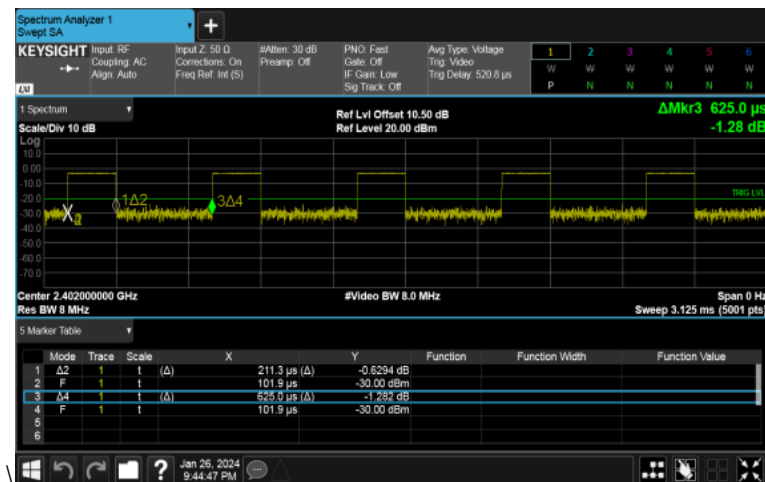 Spectrum Analyzer 1
Swept SA
+
KEYSIGHT Input: RF Input Z: 50 Ω #Atten: 30 dB PNO: Fast Avg Type: Voltage 1 2 3 4 5 6
Coupling: AC Corrections: On Preamp: Off Gate: Off Trig: Video W W W W W W
Align: Auto Freq Ref: Int (S) IF Gain: Low Trig Delay: 520.8 µs P N N N N N
Sig Track: Off
LXI
1 Spectrum
ΔMkr3 625.0 µs
Ref Lvl Offset 10.50 dB
Scale/Div 10 dB Ref Level 20.00 dBm -1.28 dB
Log
10.0
0.00
-10.0
-20.0 1Δ2 3Δ4 TRIG LVL
-30.0 2
-40.0
-50.0
-60.0
-70.0
Center 2.402000000 GHz #Video BW 8.0 MHz Span 0 Hz
Res BW 8 MHz Sweep 3.125 ms (5001 pts)
5 Marker Table
Mode Trace Scale X Y Function Function Width Function Value
1 Δ2 1 t (Δ) 211.3 µs (Δ) -0.6294 dB
2 F 1 t 101.9 µs -30.00 dBm
3 Δ4 1 t (Δ) 625.0 µs (Δ) -1.282 dB
4 F 1 t 101.9 µs -30.00 dBm
5
6
\ ? Jan 26, 2024
9:44:47 PM